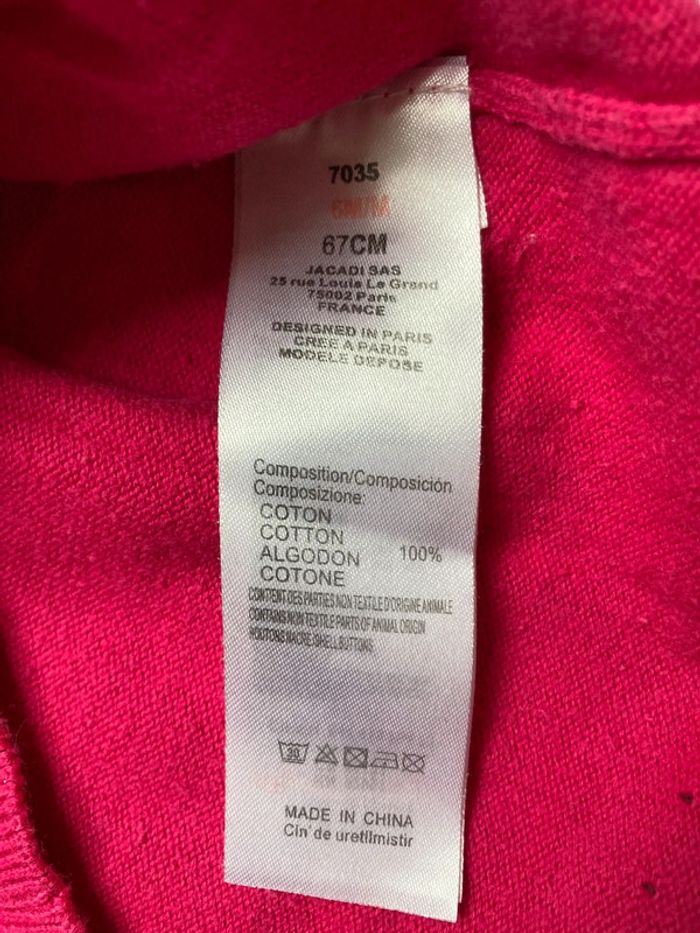 7035
6M/M
67CM
JACADI SAS
25 rue Louis Le Grand
75002 Paris
FRANCE
DESIGNED IN PARIS
CREE A PARIS
MODELE DEPOSE
Composition/Composición
Composizione:
COTON
COTTON
ALGODON 100%
COTONE
CONTIENT DES PARTIES NON TEXTILE D'ORIGINE ANIMALE
CONTAINS NON TEXTILE PARTS OF ANIMAL ORIGIN
BOUTONS NACRE/SHELL BUTTONS
30
MADE IN CHINA
Cin' de uretilmistir